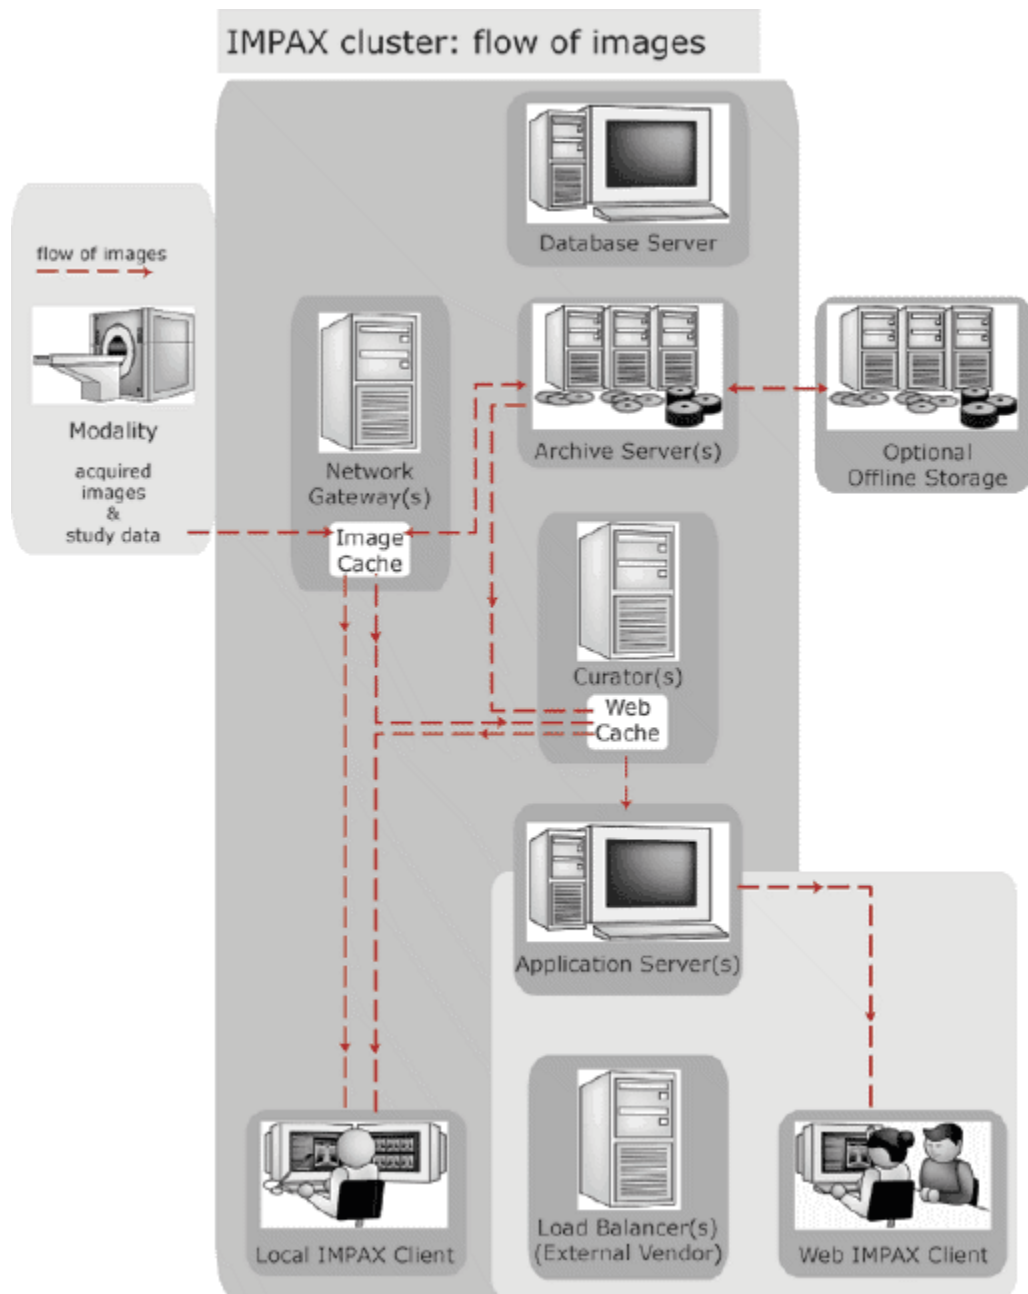 IMPAX cluster: flow of images
Database Server
flow of images
Modality
acquired
images
&
study data
Network
Gateway(s)
Image
Cache
Archive Server(s)
Optional
Offline Storage
Curator(s)
Web
Cache
Application Server(s)
Local IMPAX Client
Load Balancer(s)
(External Vendor)
Web IMPAX Client